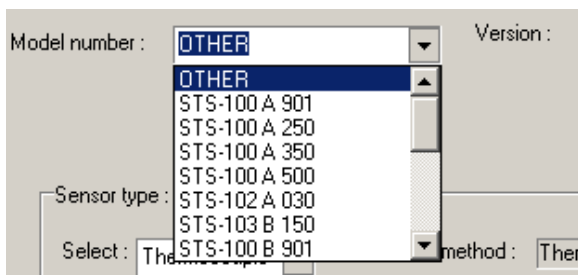 Model number :
OTHER
Version :
OTHER
STS-100 A 901
STS-100 A 250
STS-100 A 350
STS-100 A 500
STS-102 A 030
Sensor type :
STS-103 B 150
STS-100 B 901
Select :
method :